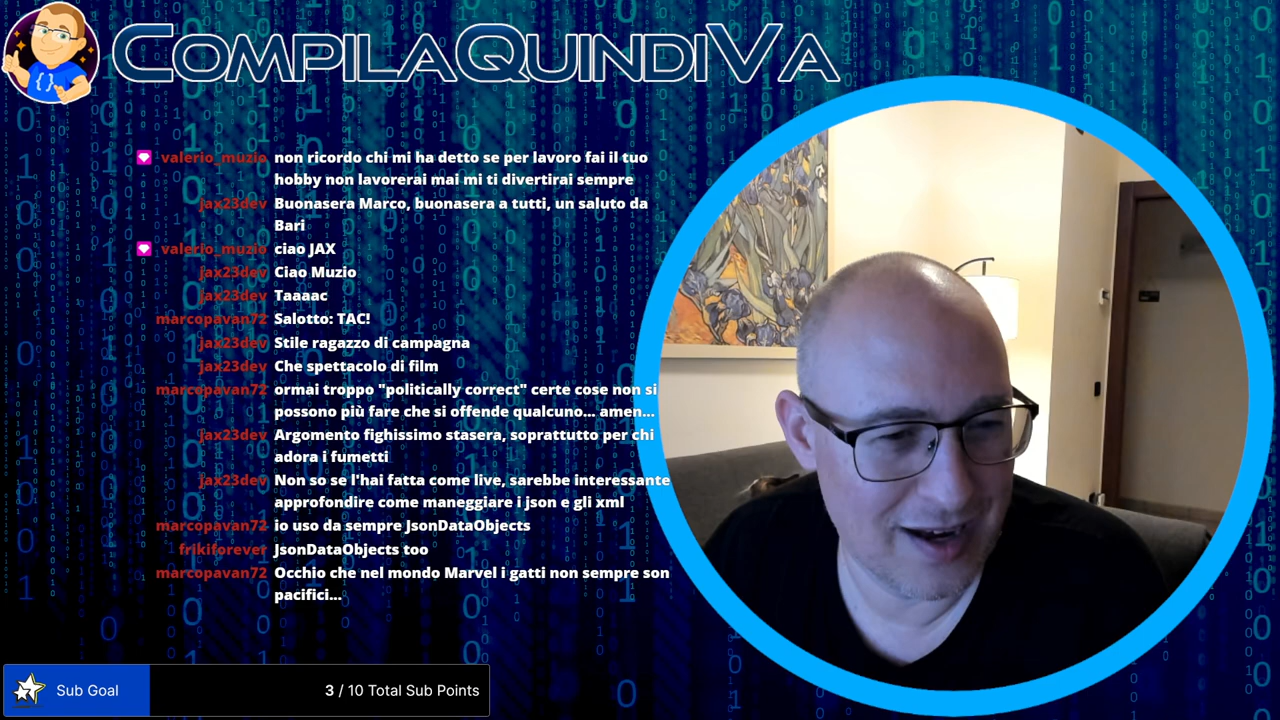 CompilaQuindiVa
valerio_muzio non ricordo chi mi ha detto se per lavoro fai il tuo
hobby non lavorerai mai mi ti divertirai sempre
jax23dev Buonasera Marco, buonasera a tutti, un saluto da
Bari
valerio_muzio ciao JAX
jax23dev Ciao Muzio
jax23dev Taaaac
marcopavan72 Salotto: TAC!
jax23dev Stile ragazzo di campagna
jax23dev Che spettacolo di film
marcopavan72 ormai troppo "politically correct" certe cose non si
possono più fare che si offende qualcuno... amen...
jax23dev Argomento fighissimo stasera, soprattutto per chi
adora i fumetti
jax23dev Non so se l'hai fatta come live, sarebbe interessante
approfondire come maneggiare i json e gli xml
marcopavan72 io uso da sempre JsonDataObjects
frikiforever JsonDataObjects too
marcopavan72 Occhio che nel mondo Marvel i gatti non sempre son
pacifici...
Sub Goal 3 / 10 Total Sub Points